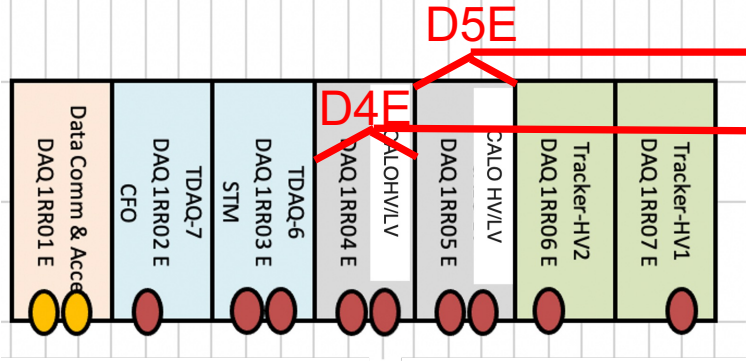 D5E
D4E
Data Comm & Acce
DAQ 1RR01 E
TDAQ-7
DAQ 1RR02 E
CFO
TDAQ-6
DAQ 1RR03 E
STM
CALOHV/LV
DAQ 1RR04 E
CALO HV/LV
DAQ 1RR05 E
Tracker-HV2
DAQ 1RR06 E
Tracker-HV1
DAQ 1RR07 E